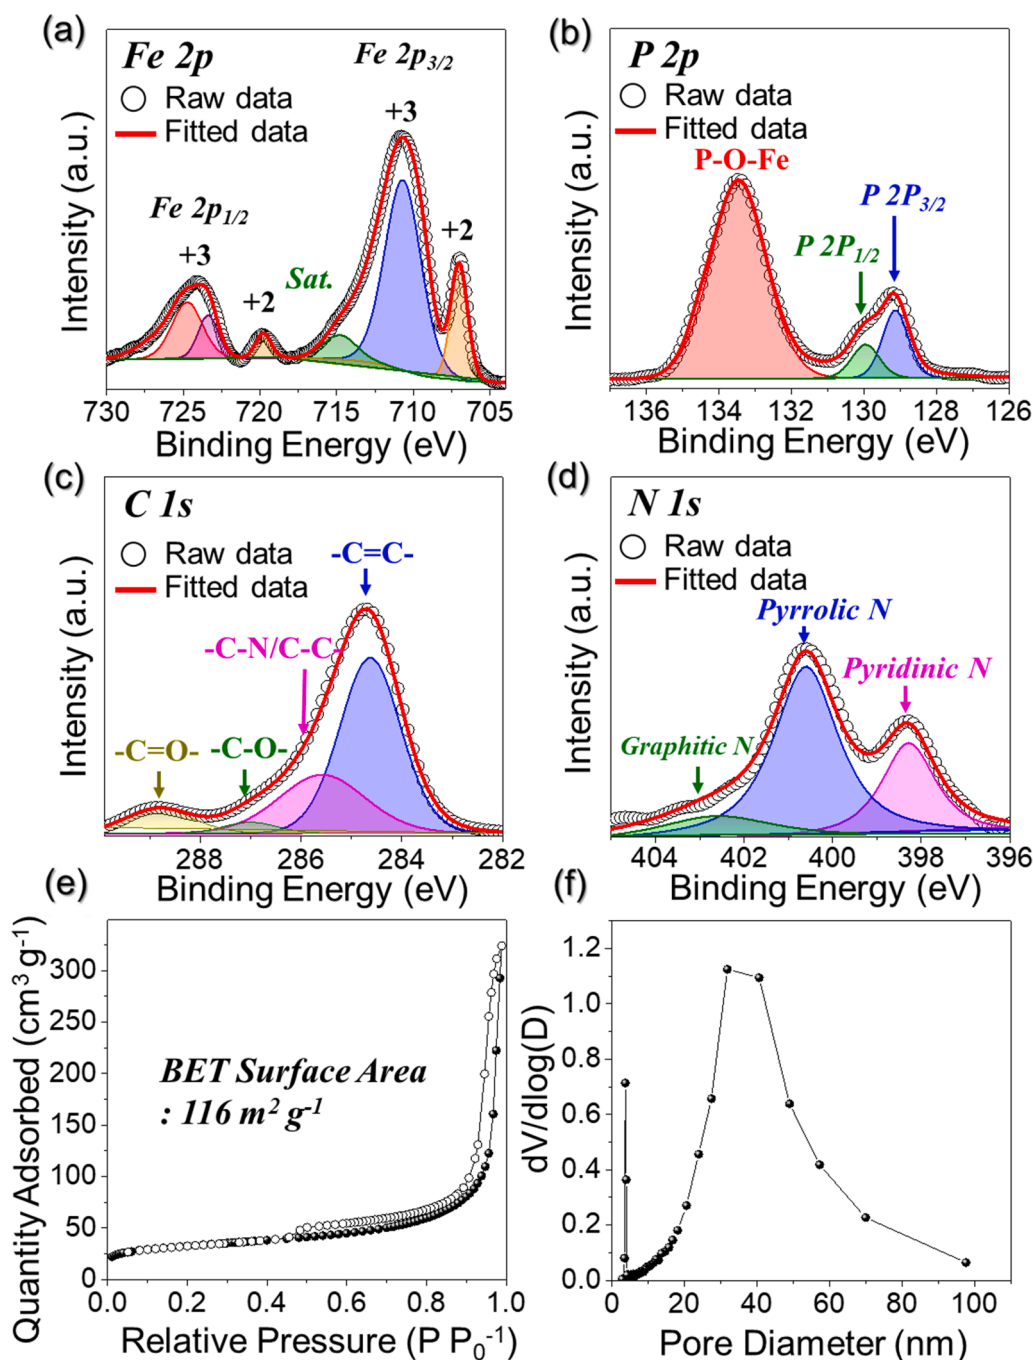 (a)
Fe 2p
Fe 2p3/2
Raw data
Fitted data
+3
Fe 2p1/2
+3
+2
Sat.
+2
Intensity (a.u.)
730 725 720 715 710 705
Binding Energy (eV)
(b)
P 2p
Raw data
Fitted data
P-O-Fe
P 2P3/2
P 2P1/2
Intensity (a.u.)
136 134 132 130 128 126
Binding Energy (eV)
(c)
C 1s
Raw data
Fitted data
-C=C-
-C-N/C-C-
-C=O-
-C-O-
Intensity (a.u.)
288 286 284 282
Binding Energy (eV)
(d)
N 1s
Raw data
Fitted data
Pyrrolic N
Pyridinic N
Graphitic N
Intensity (a.u.)
404 402 400 398 396
Binding Energy (eV)
(e)
Quantity Adsorbed (cm³ g⁻¹)
300
250
200
150
100
50
0
BET Surface Area
: 116 m² g⁻¹
0.0 0.2 0.4 0.6 0.8 1.0
Relative Pressure (P P0⁻¹)
(f)
dV/dlog(D)
1.2
1.0
0.8
0.6
0.4
0.2
0.0
0 20 40 60 80 100
Pore Diameter (nm)